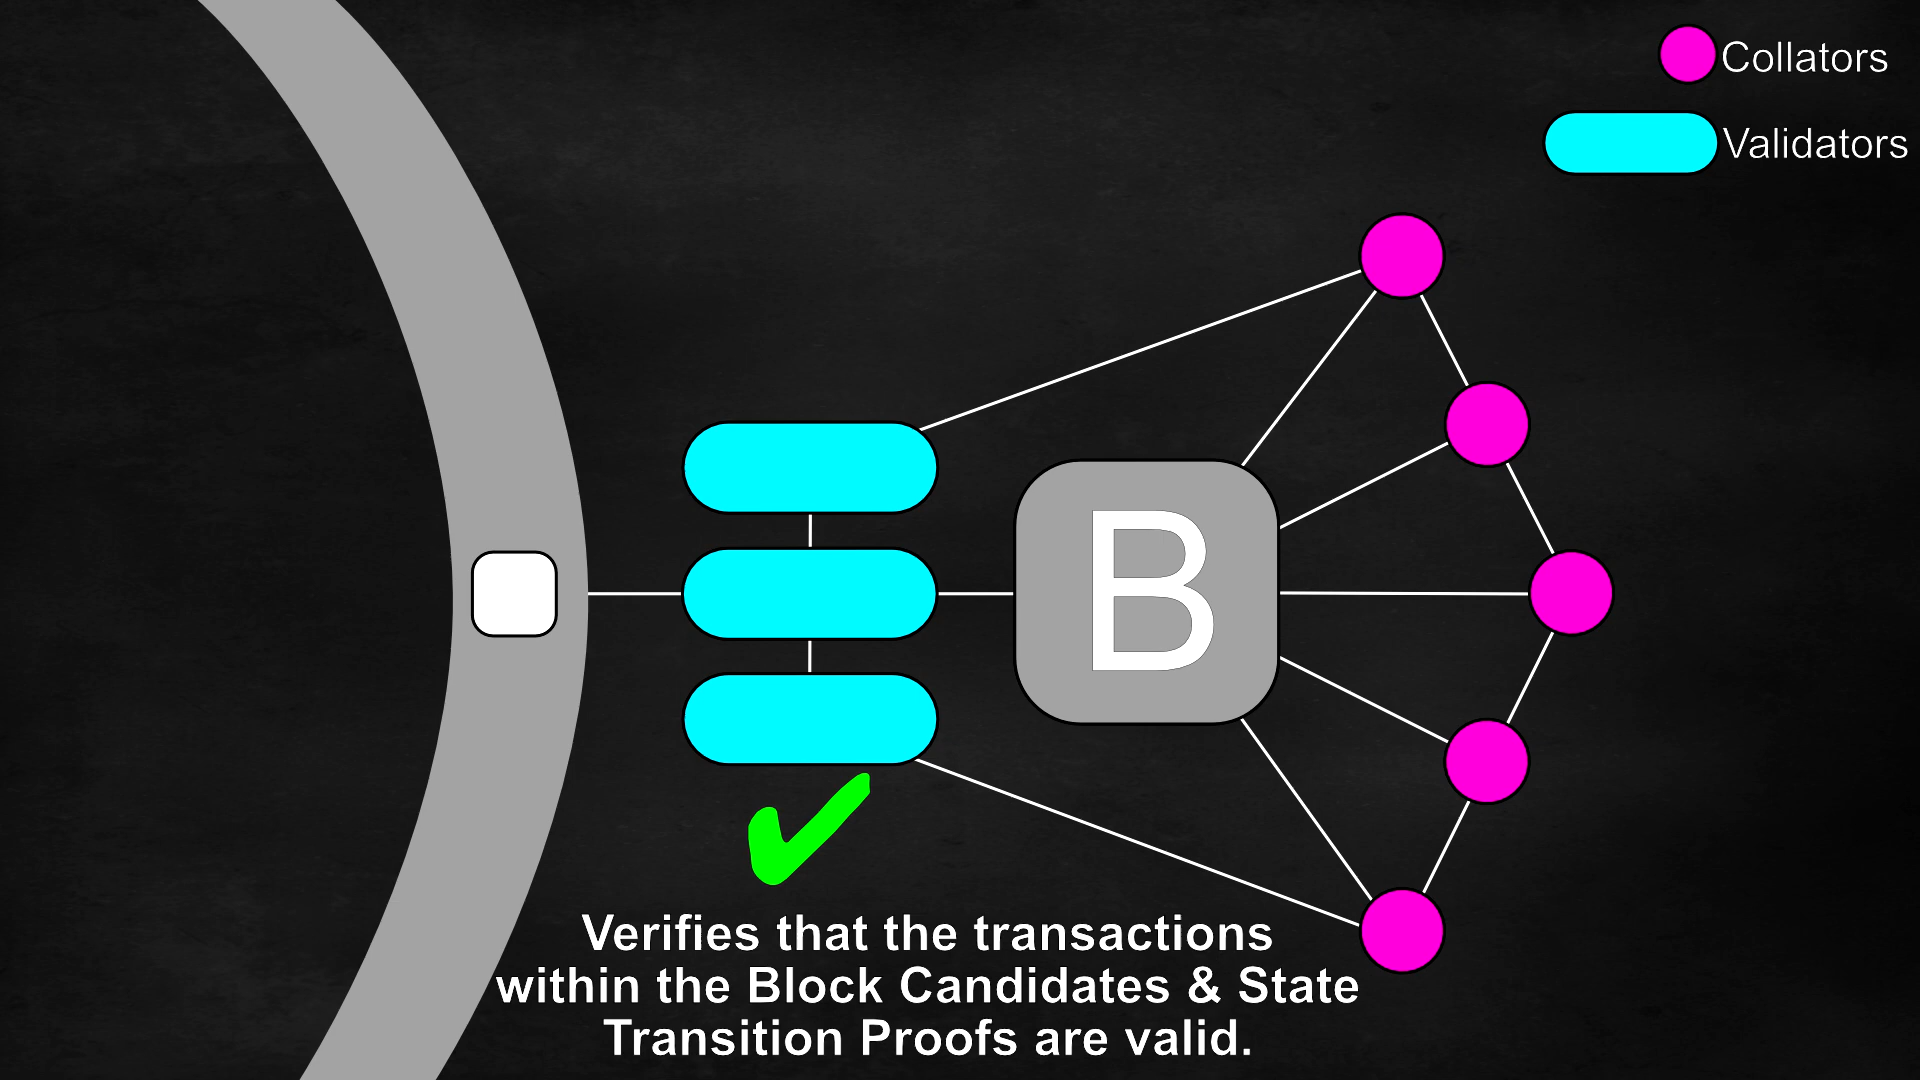 Collators
Validators
B
Verifies that the transactions
within the Block Candidates & State
Transition Proofs are valid.